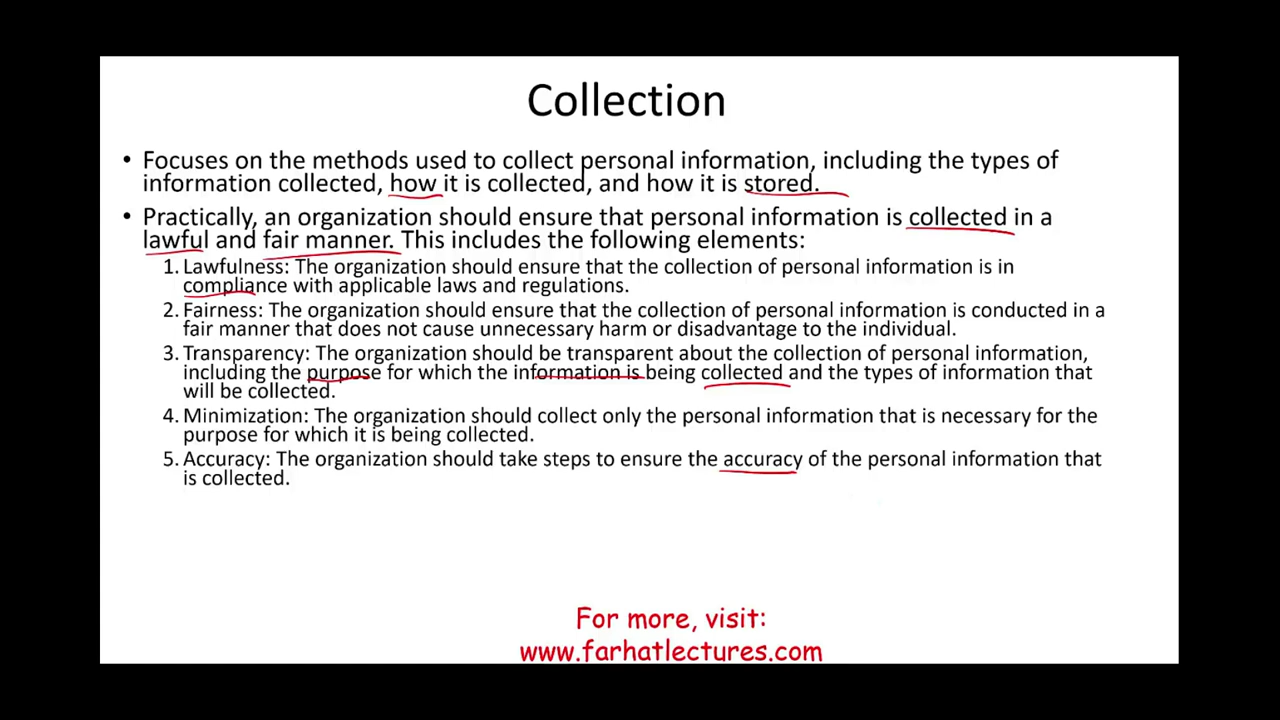 Collection
• Focuses on the methods used to collect personal information, including the types of
information collected, how it is collected, and how it is stored.
• Practically, an organization should ensure that personal information is collected in a
lawful and fair manner. This includes the following elements:
1. Lawfulness: The organization should ensure that the collection of personal information is in
compliance with applicable laws and regulations.
2. Fairness: The organization should ensure that the collection of personal information is conducted in a
fair manner that does not cause unnecessary harm or disadvantage to the individual.
3. Transparency: The organization should be transparent about the collection of personal information,
including the purpose for which the information is being collected and the types of information that
will be collected.
4. Minimization: The organization should collect only the personal information that is necessary for the
purpose for which it is being collected.
5. Accuracy: The organization should take steps to ensure the accuracy of the personal information that
is collected.
For more, visit:
www.farhatlectures.com